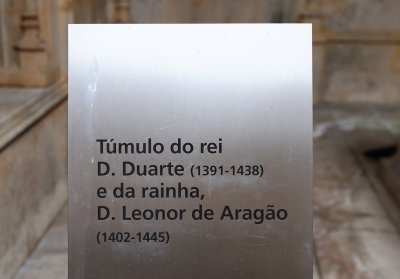 Túmulo do rei
D. Duarte (1391-1438)
e da rainha,
D. Leonor de Aragão
(1402-1445)